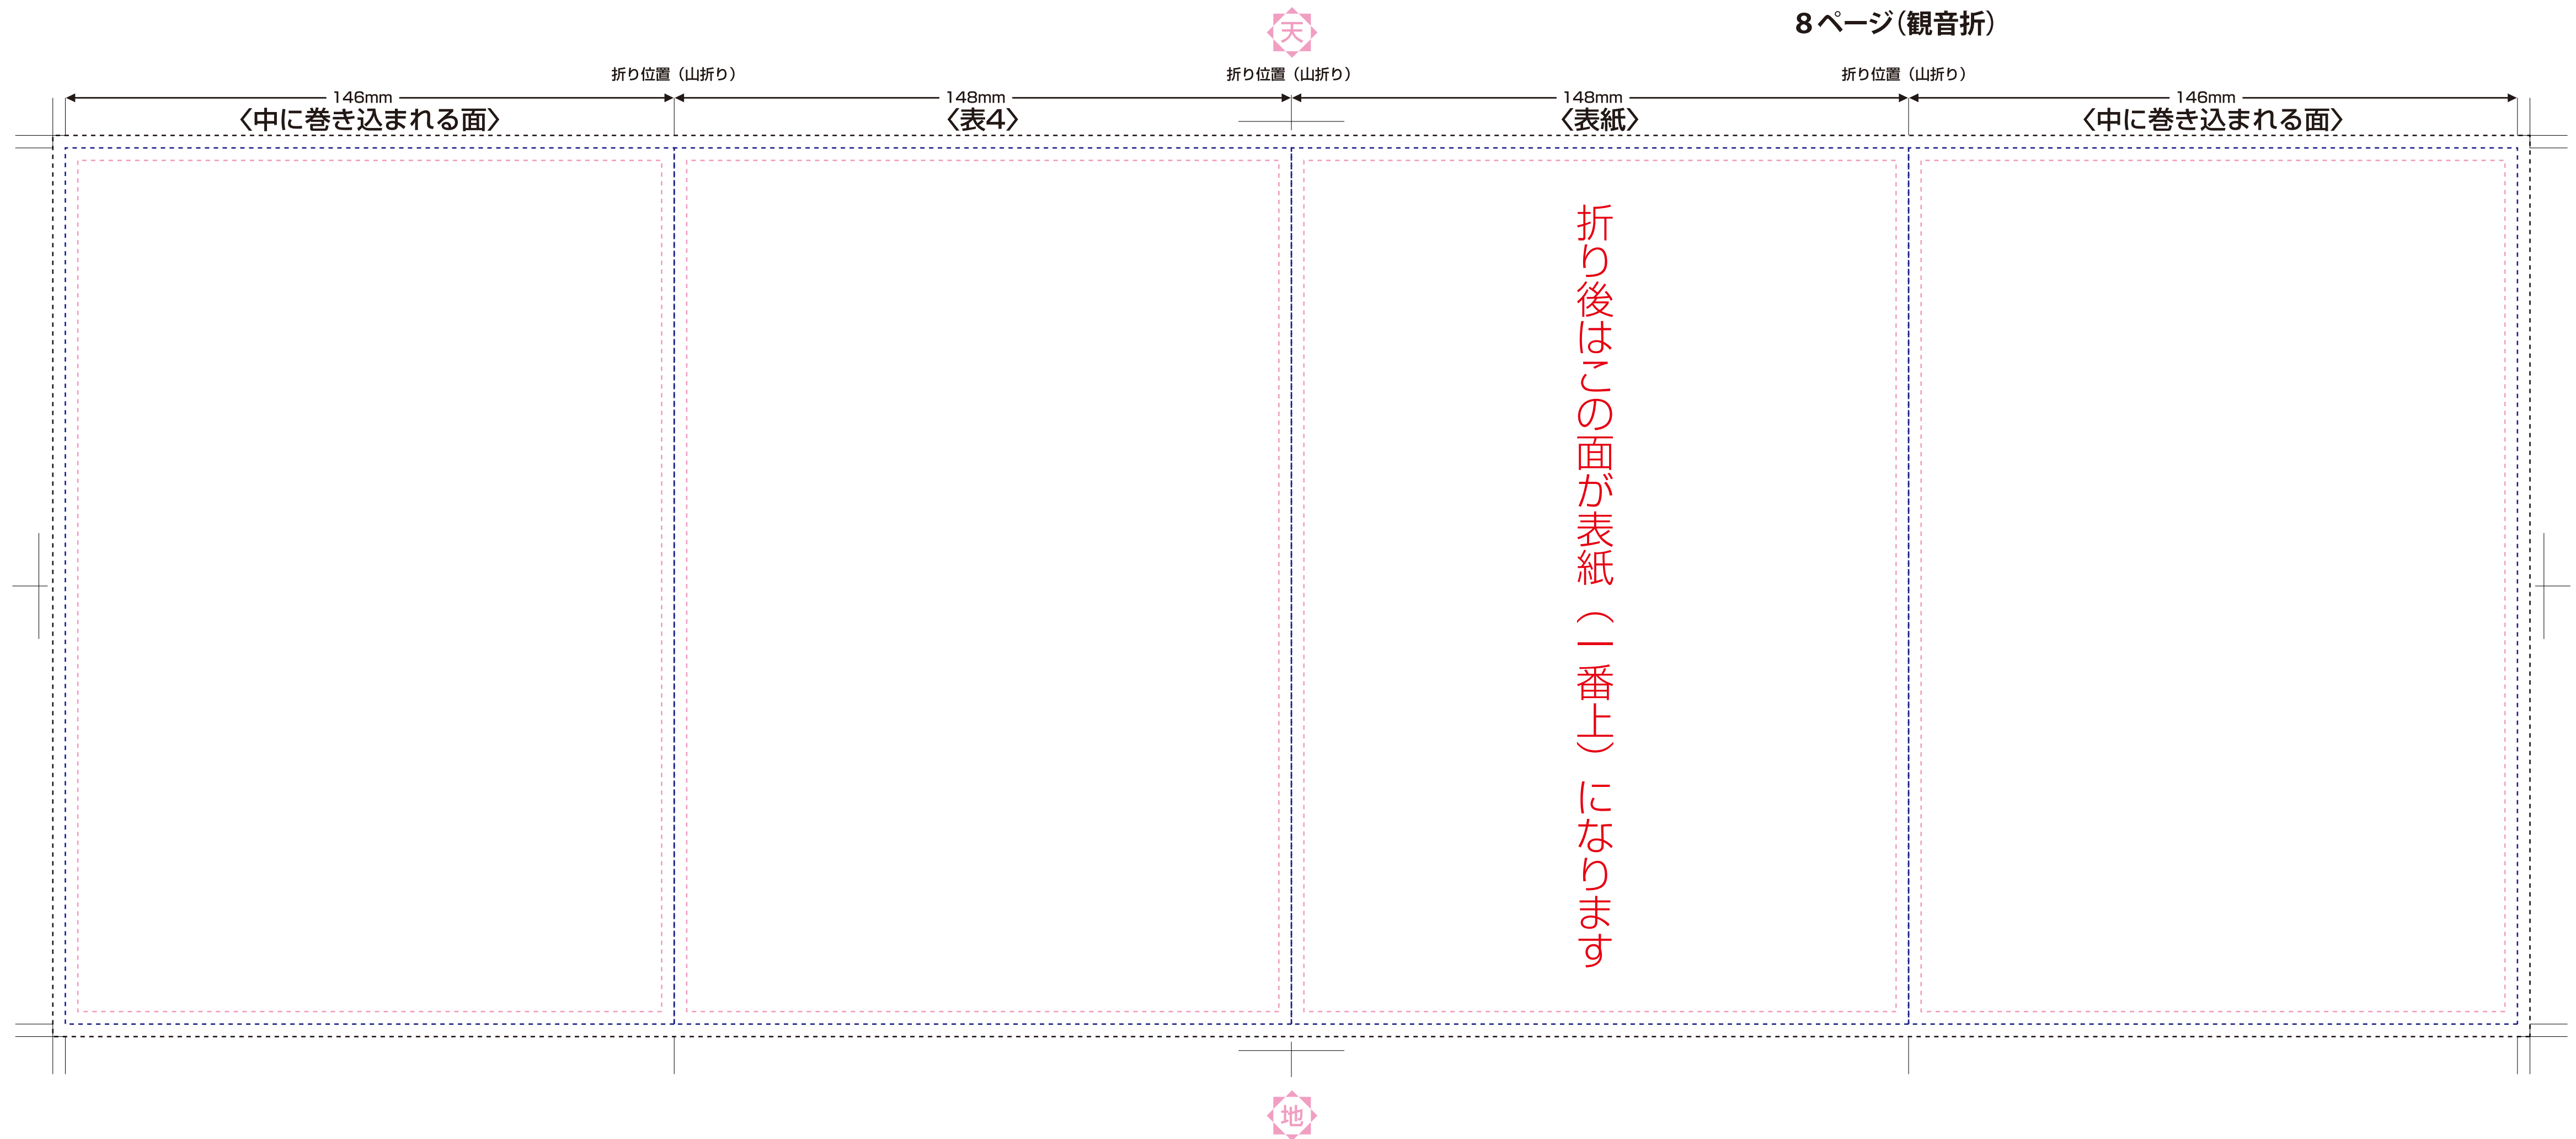 天
8ページ(観音折)
折り位置(山折り)
折り位置(山折り)
折り位置(山折り)
146mm
148mm
148mm
146mm
〈中に巻き込まれる面〉
〈表4〉
〈表紙〉
〈中に巻き込まれる面〉
折り後はこの面が表紙(一番上)になります
地